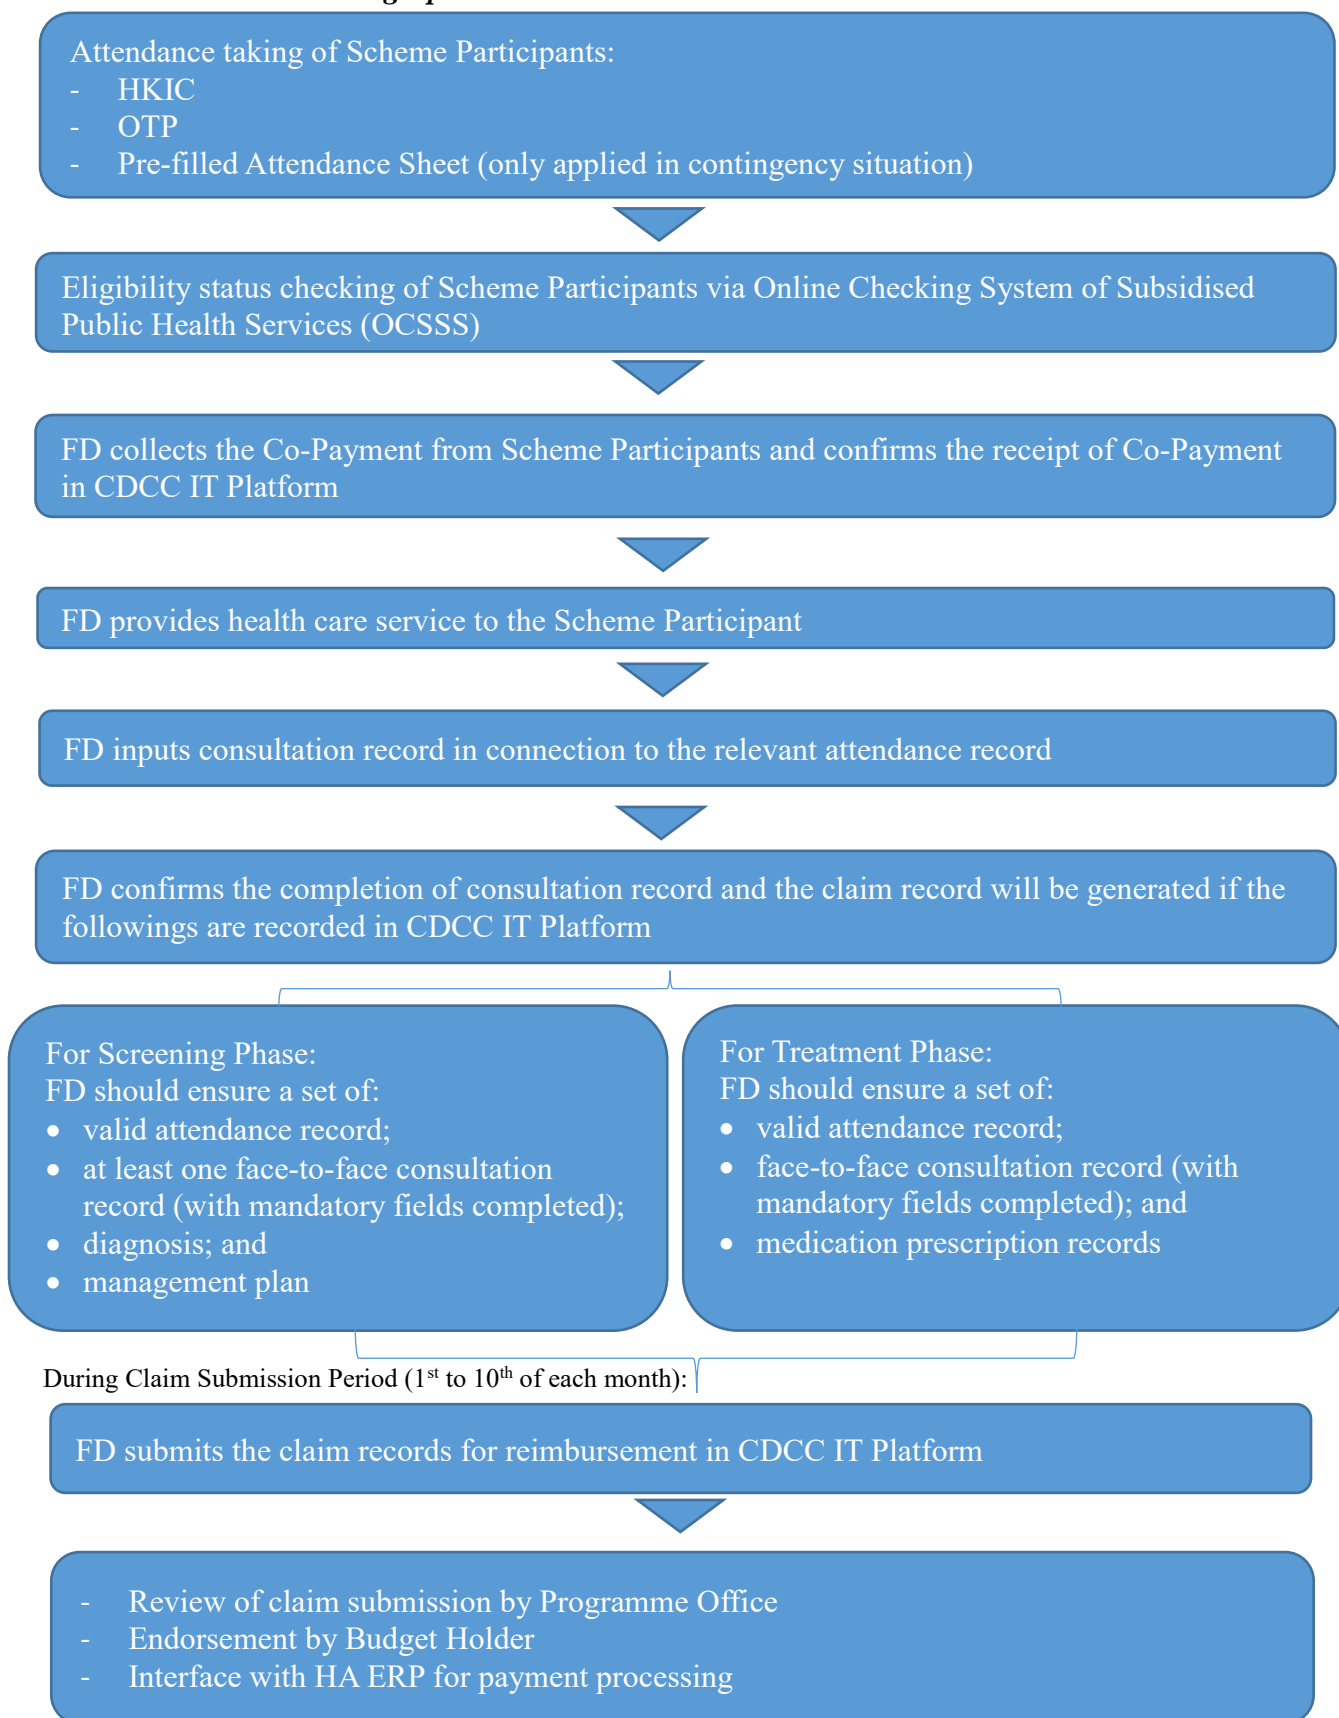 Attendance taking of Scheme Participants:
- HKIC
- OTP
- Pre-filled Attendance Sheet (only applied in contingency situation)
Eligibility status checking of Scheme Participants via Online Checking System of Subsidised
Public Health Services (OCSSS)
FD collects the Co-Payment from Scheme Participants and confirms the receipt of Co-Payment
in CDCC IT Platform
FD provides health care service to the Scheme Participant
FD inputs consultation record in connection to the relevant attendance record
FD confirms the completion of consultation record and the claim record will be generated if the
followings are recorded in CDCC IT Platform
For Screening Phase:
FD should ensure a set of:
• valid attendance record;
• at least one face-to-face consultation
record (with mandatory fields completed);
• diagnosis; and
• management plan
For Treatment Phase:
FD should ensure a set of:
• valid attendance record;
• face-to-face consultation record (with
mandatory fields completed); and
• medication prescription records
During Claim Submission Period (1st to 10th of each month):
FD submits the claim records for reimbursement in CDCC IT Platform
- Review of claim submission by Programme Office
- Endorsement by Budget Holder
- Interface with HA ERP for payment processing